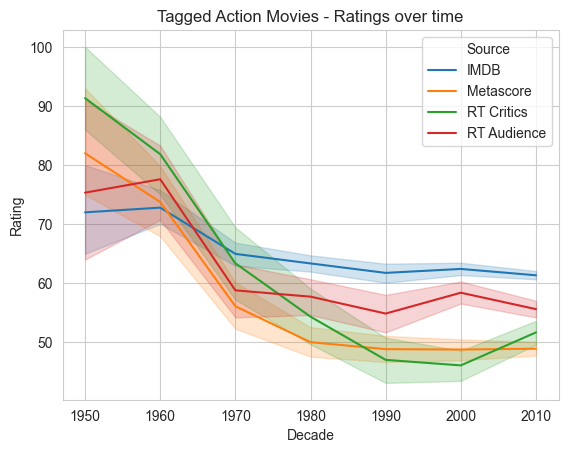 Tagged Action Movies - Ratings over time
Source
IMDB
Metascore
RT Critics
RT Audience
Rating
100
90
80
70
60
50
1950 1960 1970 1980 1990 2000 2010
Decade